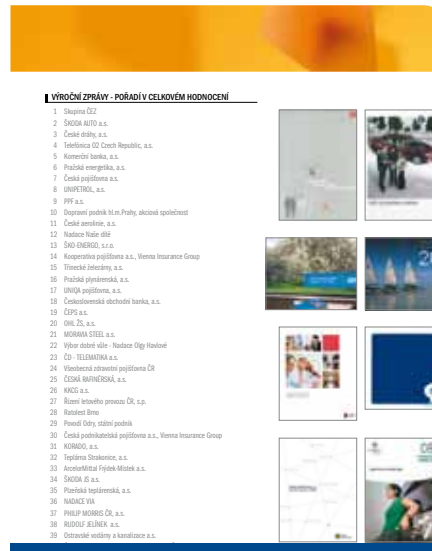 VÝROČNÍ ZPRÁVY - POŘADÍ V CELKOVÉM HODNOCENÍ
1 Skupina ČEZ
2 ŠKODA AUTO a.s.
3 České dráhy, a.s.
4 Telefónica O2 Czech Republic, a.s.
5 Komerční banka, a.s.
6 Pražská energetika, a.s.
7 Česká pojišťovna a.s.
8 UNIPETROL, a.s.
9 PPF a.s.
10 Dopravní podnik hl.m.Prahy, akciová společnost
11 České aerolinie, a.s.
12 Nadace Naše dítě
13 ŠKO-ENERGO, s.r.o.
14 Kooperativa pojišťovna a.s., Vienna Insurance Group
15 Třinecké železárny, a.s.
16 Pražská plynárenská, a.s.
17 UNIQA pojišťovna, a.s.
18 Československá obchodní banka, a.s.
19 ČEPS a.s.
20 OHL ŽS, a.s.
21 MORAVIA STEEL a.s.
22 Výbor dobré vůle - Nadace Olgy Havlové
23 ČD - TELEMATIKA a.s.
24 Všeobecná zdravotní pojišťovna ČR
25 ČESKÁ RAFINÉRSKÁ, a.s.
26 KKCG a.s.
27 Řízení letového provozu ČR, s.p.
28 Ratolest Brno
29 Povodí Odry, státní podnik
30 Česká podnikatelská pojišťovna a.s., Vienna Insurance Group
31 KORADO, a.s.
32 Teplárna Strakonice, a.s.
33 ArcelorMittal Frýdek-Místek a.s.
34 ŠKODA JS a.s.
35 Plzeňská teplárenská, a.s.
36 NADACE VIA
37 PHILIP MORRIS ČR, a.s.
38 RUDOLF JELÍNEK a.s.
39 Ostravské vodárny a kanalizace a.s.